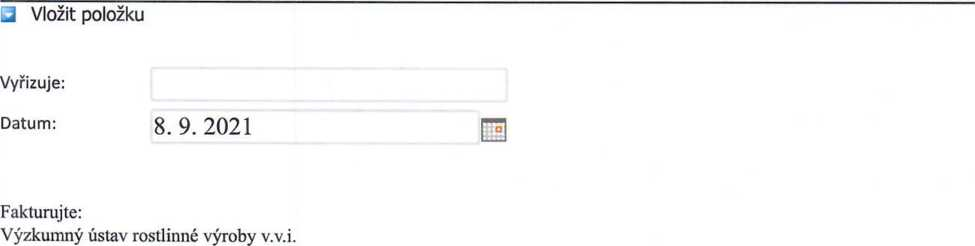 Vložit položku
Vyřizuje:
Datum: 8. 9. 2021
Fakturujte:
Výzkumný ústav rostlinné výroby v.v.i.